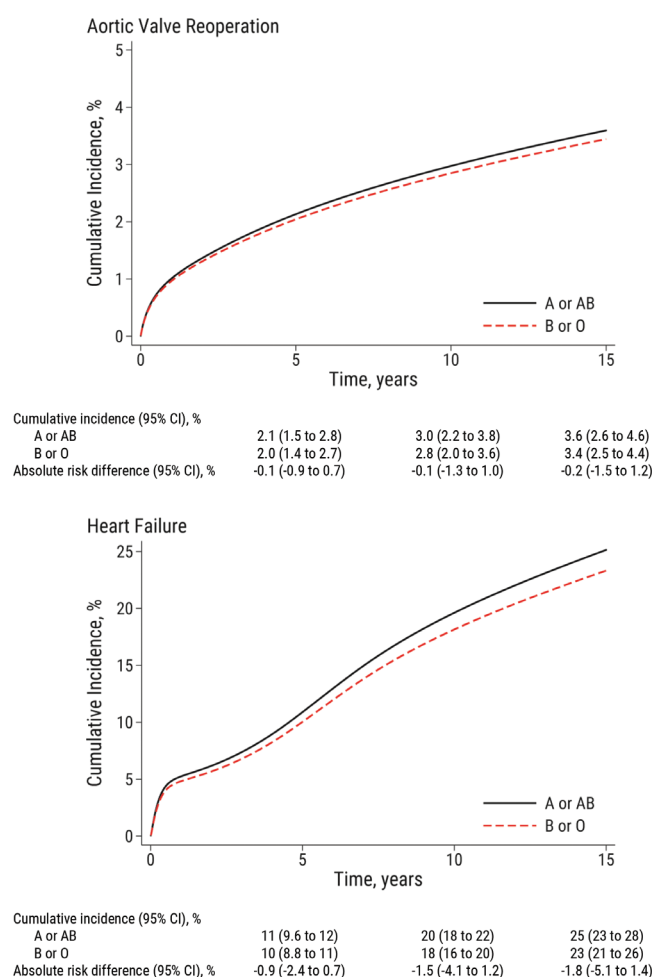 Aortic Valve Reoperation
5
4
3
2
1
0
Cumulative Incidence, %
A or AB
B or O
0 5 10 15
Time, years
Cumulative incidence (95% CI), %
A or AB 2.1 (1.5 to 2.8) 3.0 (2.2 to 3.8) 3.6 (2.6 to 4.6)
B or O 2.0 (1.4 to 2.7) 2.8 (2.0 to 3.6) 3.4 (2.5 to 4.4)
Absolute risk difference (95% CI), % -0.1 (-0.9 to 0.7) -0.1 (-1.3 to 1.0) -0.2 (-1.5 to 1.2)
Heart Failure
25
20
15
10
5
0
Cumulative Incidence, %
A or AB
B or O
0 5 10 15
Time, years
Cumulative incidence (95% CI), %
A or AB 11 (9.6 to 12) 20 (18 to 22) 25 (23 to 28)
B or O 10 (8.8 to 11) 18 (16 to 20) 23 (21 to 26)
Absolute risk difference (95% CI), % -0.9 (-2.4 to 0.7) -1.5 (-4.1 to 1.2) -1.8 (-5.1 to 1.4)